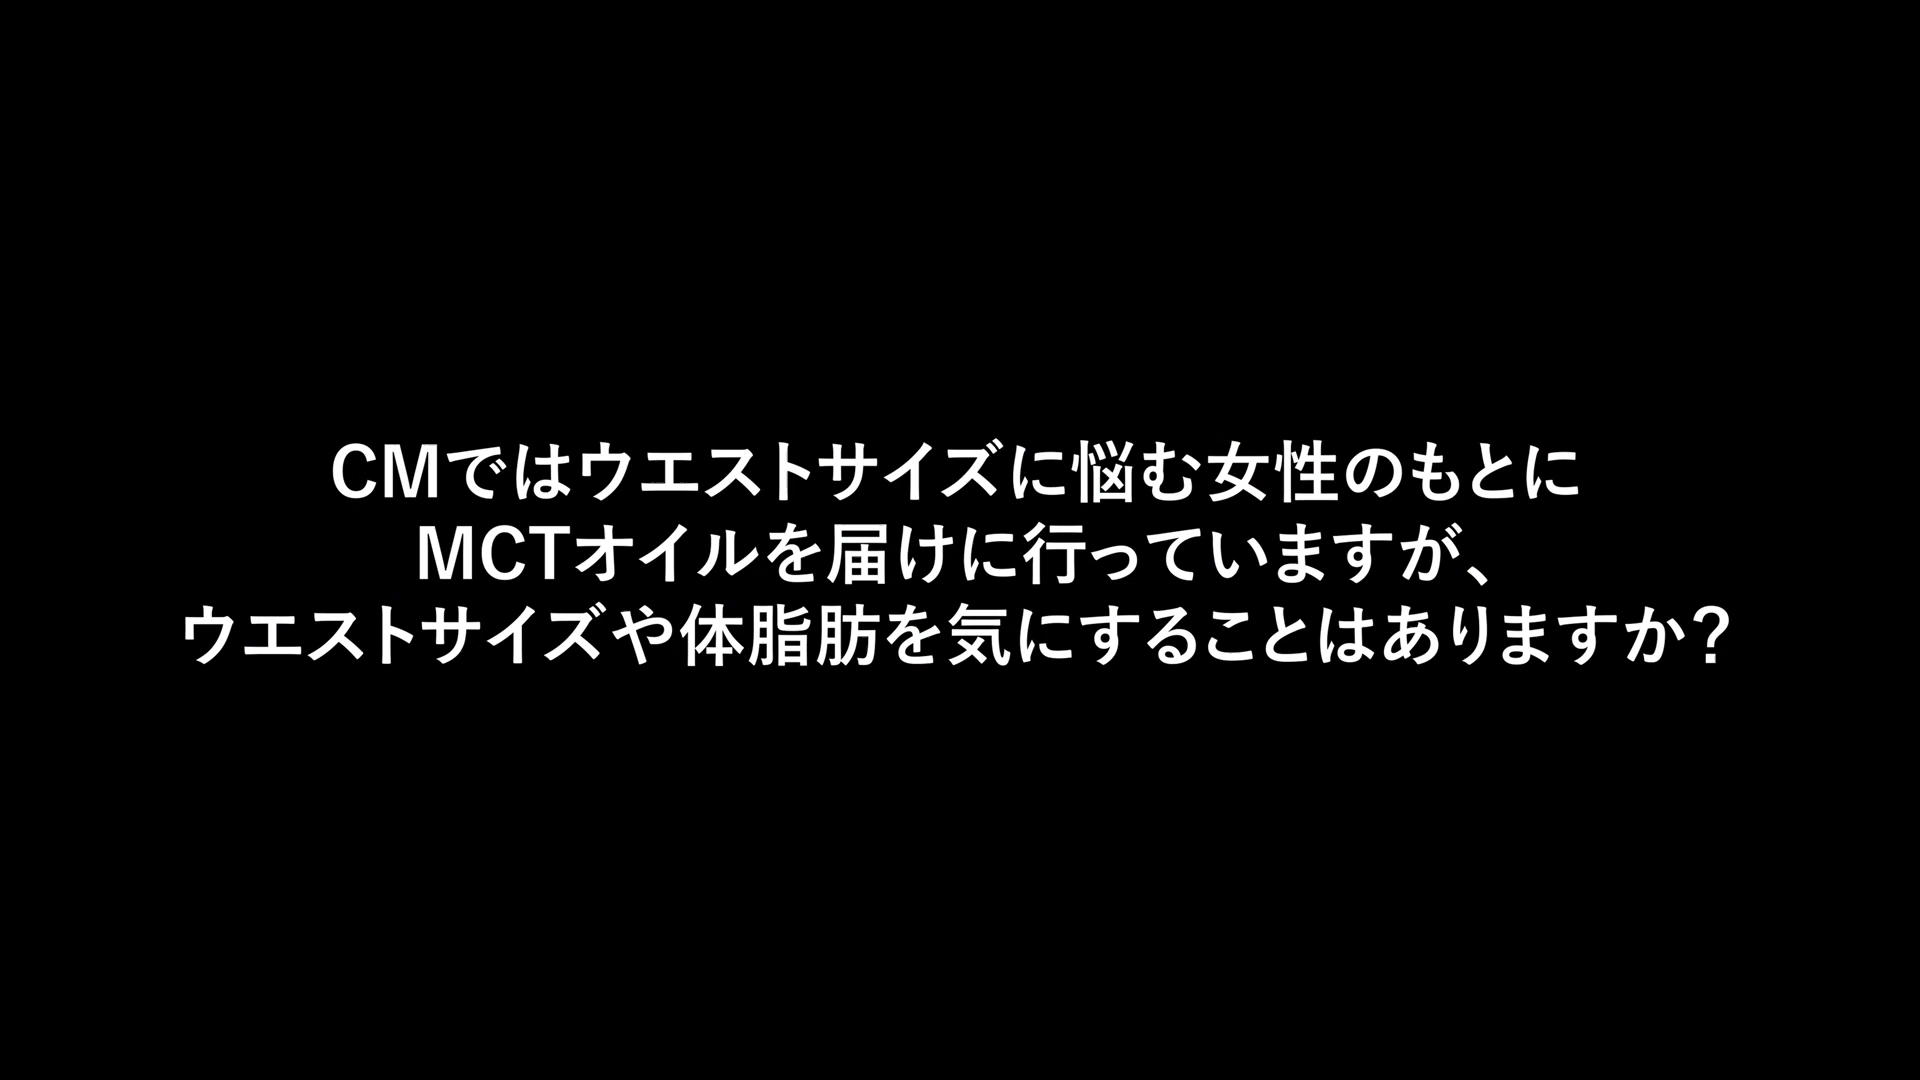 CMではウエストサイズに悩む女性のもとに
MCTオイルを届けに行っていますが、
ウエストサイズや体脂肪を気にすることはありますか？